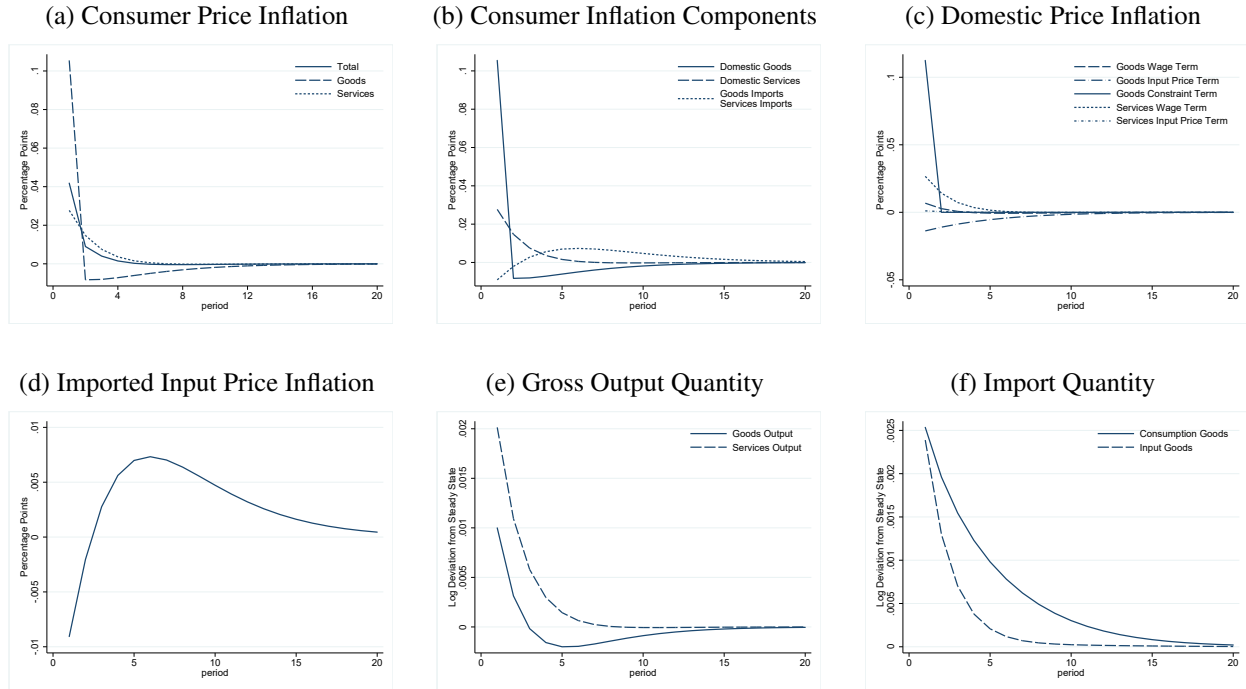 (a) Consumer Price Inflation
Percentage Points
.1
.08
.06
.04
.02
0
0 4 8 12 16 20
period
Total
Goods
Services
(b) Consumer Inflation Components
Percentage Points
.1
.08
.06
.04
.02
0
0 5 10 15 20
period
Domestic Goods
Domestic Services
Goods Imports
Services Imports
(c) Domestic Price Inflation
Percentage Points
.1
.05
0
-.05
0 5 10 15 20
period
Goods Wage Term
Goods Input Price Term
Goods Constraint Term
Services Wage Term
Services Input Price Term
(d) Imported Input Price Inflation
Percentage Points
.01
.005
0
-.005
-.01
0 5 10 15 20
period
(e) Gross Output Quantity
Log Deviation from Steady State
.002
.0015
.001
.0005
0
0 5 10 15 20
period
Goods Output
Services Output
(f) Import Quantity
Log Deviation from Steady State
.0025
.002
.0015
.001
.0005
0
0 5 10 15 20
period
Consumption Goods
Input Goods